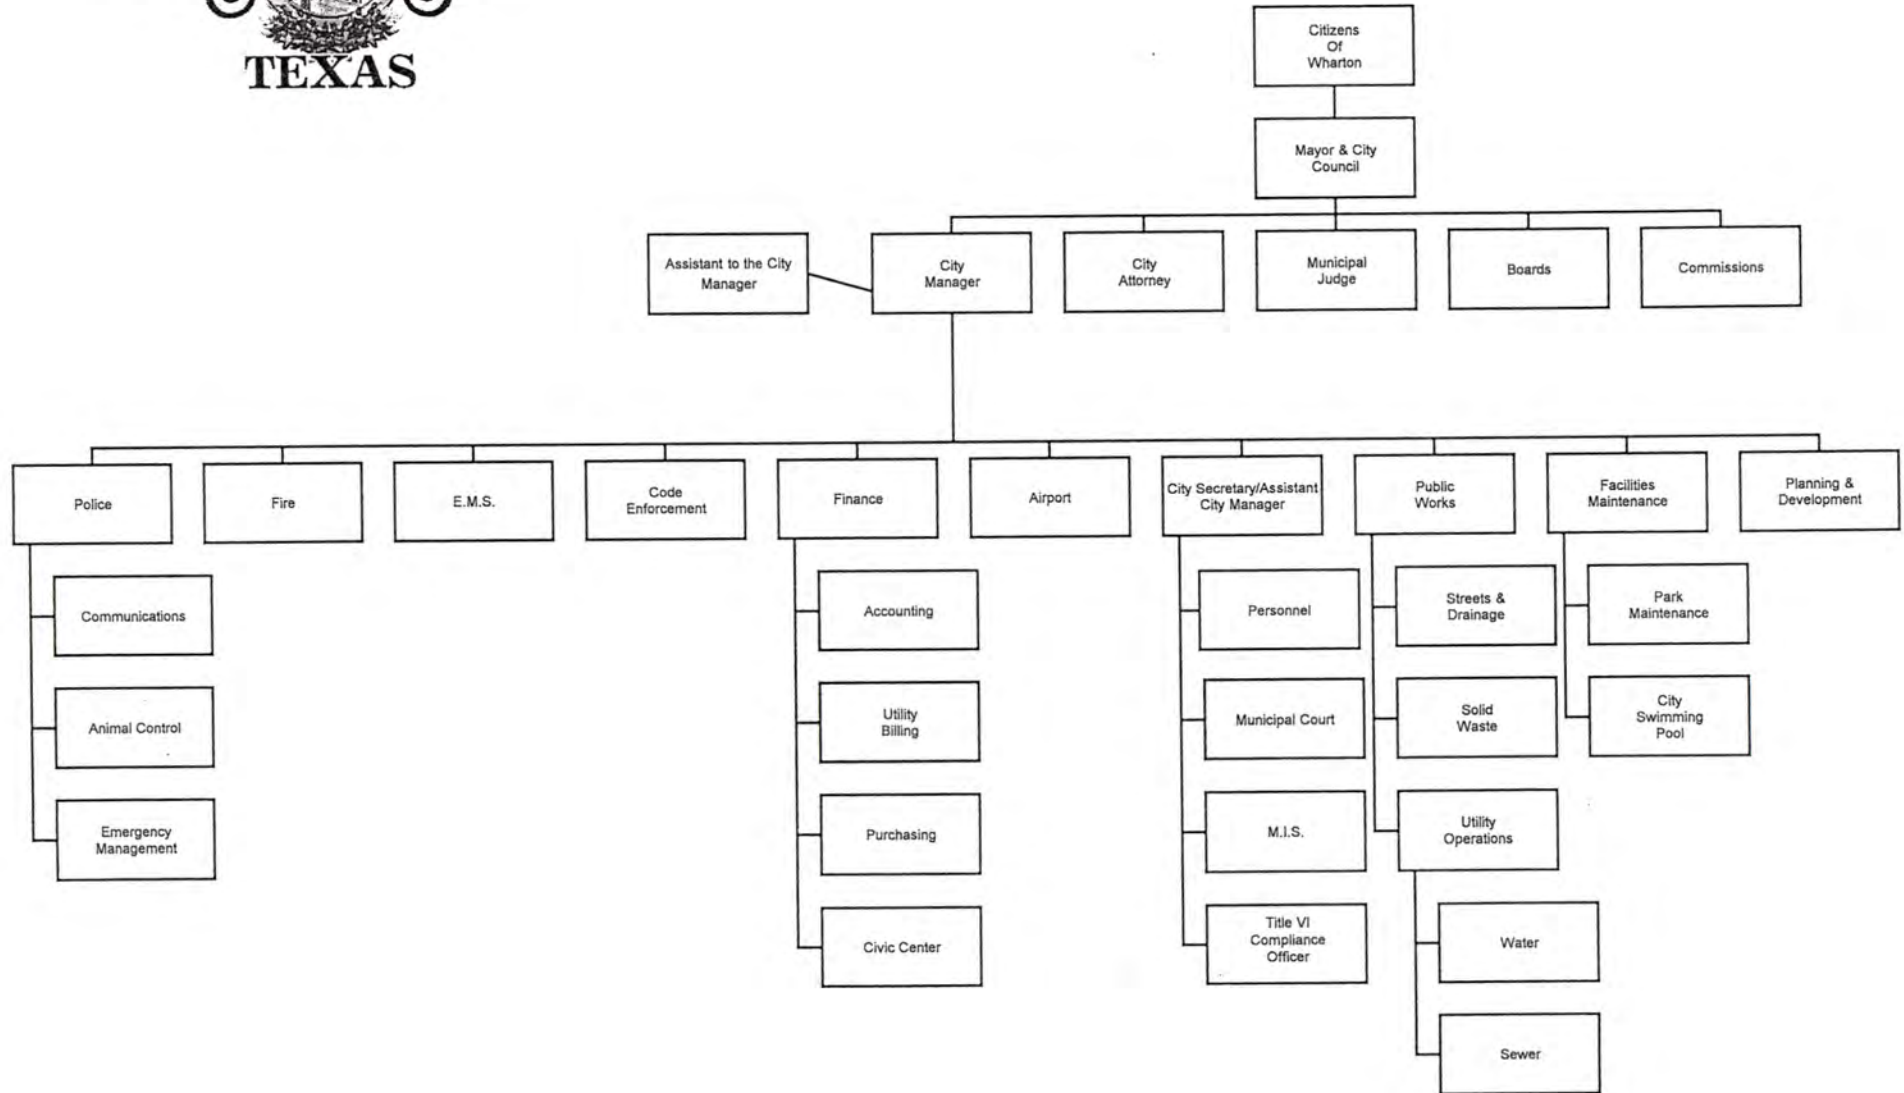 TEXAS
Citizens
Of
Wharton
Mayor & City
Council
Assistant to the City
Manager
City
Manager
City
Attorney
Municipal
Judge
Boards
Commissions
Police
Fire
E.M.S.
Code
Enforcement
Finance
Airport
City Secretary/Assistant
City Manager
Public
Works
Facilities
Maintenance
Planning &
Development
Communications
Animal Control
Emergency
Management
Accounting
Utility
Billing
Purchasing
Civic Center
Personnel
Municipal Court
M.I.S.
Title VI
Compliance
Officer
Streets &
Drainage
Solid
Waste
Utility
Operations
Water
Sewer
Park
Maintenance
City
Swimming
Pool